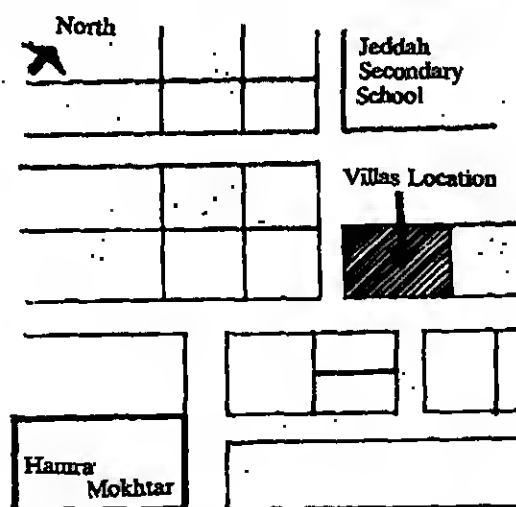 North
Jeddah
Secondary
School
Villas Location
Hamra
Mokhtar